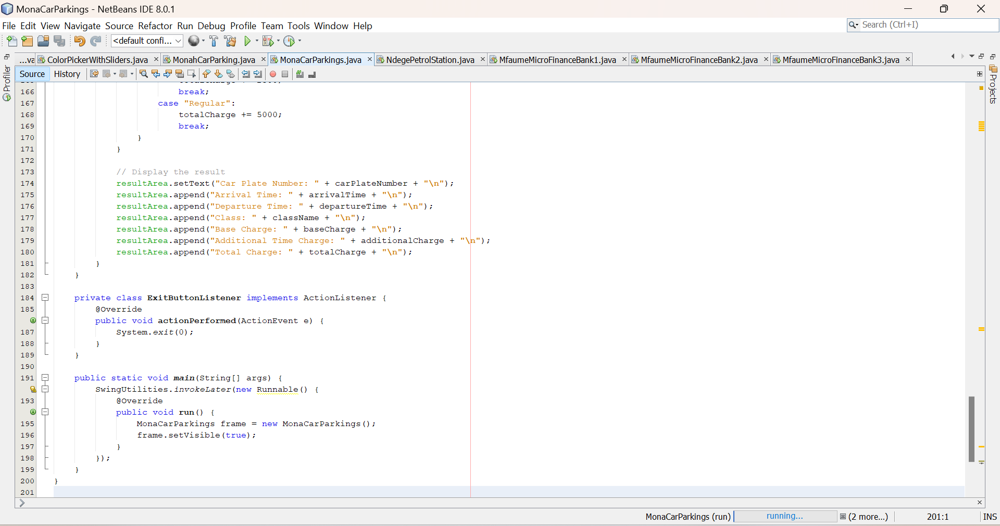 MonaCarParkings - NetBeans IDE 8.0.1
File Edit View Navigate Source Refactor Run Debug Profile Team Tools Window Help
Search (Ctrl+I)
<default confi...
...va ColorPickerWithSliders.java MonahCarParking.java MonaCarParkings.java NdegePetrolStation.java MfaumeMicroFinanceBank1.java MfaumeMicroFinanceBank2.java MfaumeMicroFinanceBank3.java
Profiler
Projects
Source History
166 break;
167 case "Regular":
168 totalCharge += 5000;
169 break;
170 }
171 }
172
173 // Display the result
174 resultArea.setText("Car Plate Number: " + carPlateNumber + "\n");
175 resultArea.append("Arrival Time: " + arrivalTime + "\n");
176 resultArea.append("Departure Time: " + departureTime + "\n");
177 resultArea.append("Class: " + className + "\n");
178 resultArea.append("Base Charge: " + baseCharge + "\n");
179 resultArea.append("Additional Time Charge: " + additionalCharge + "\n");
180 resultArea.append("Total Charge: " + totalCharge + "\n");
181 }
182 }
183
184 private class ExitButtonListener implements ActionListener {
185 @Override
public void actionPerformed(ActionEvent e) {
187 System.exit(0);
188 }
189 }
190
191 public static void main(String[] args) {
SwingUtilities.invokeLater(new Runnable() {
193 @Override
public void run() {
195 MonaCarParkings frame = new MonaCarParkings();
196 frame.setVisible(true);
197 }
198 });
199 }
200 }
201
MonaCarParkings (run) running... (2 more...) 201:1 INS